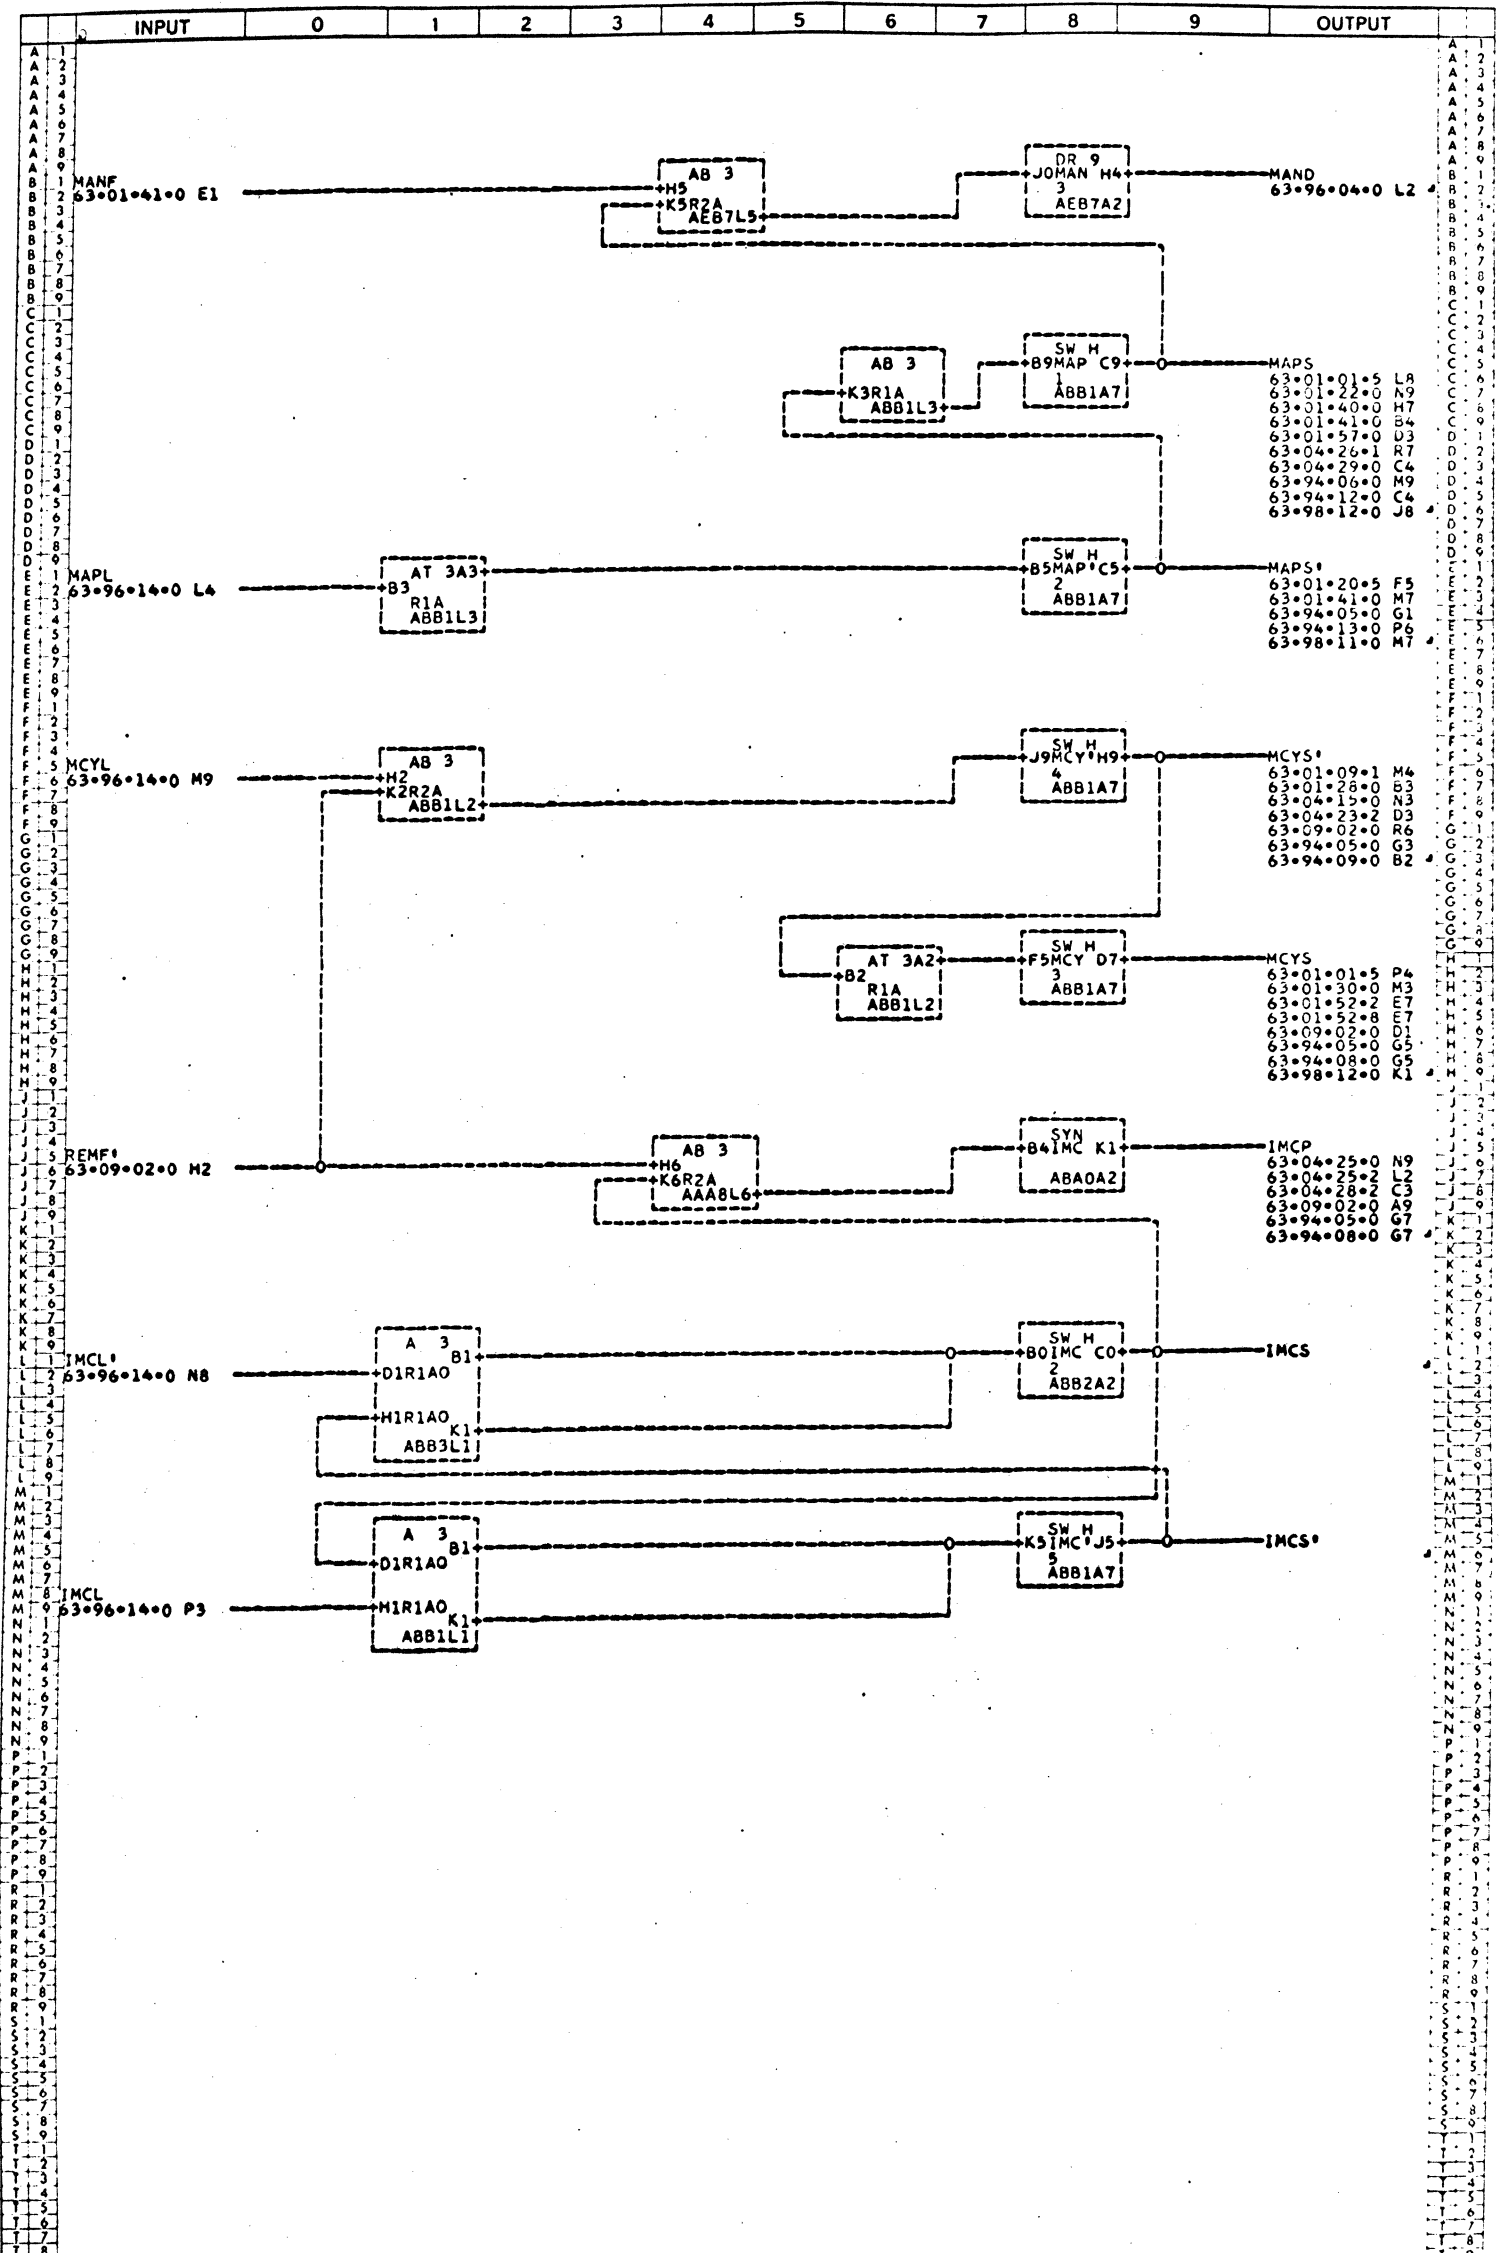 INPUT 0 1 2 3 4 5 6 7 8 9 OUTPUT
MANF
63•01•41•0 E1
AB 3
H5
K5R2A
AEB7L5
DR 9
J0MAN H4
3
AEB7A2
MAND
63•96•04•0 L2
AB 3
K3R1A
ABB1L3
SW H
B9MAP C9
1
ABB1A7
MAPS
63•01•01•5 L8
63•01•22•0 N9
63•01•40•0 H7
63•01•41•0 B4
63•01•57•0 D3
63•04•26•1 R7
63•04•29•0 C4
63•94•06•0 M9
63•94•12•0 C4
63•98•12•0 J8
MAPL
63•96•14•0 L4
AT 3A3
B3
R1A
ABB1L3
SW H
B5MAP'C5
2
ABB1A7
MAPS'
63•01•20•5 F5
63•01•41•0 M7
63•94•05•0 G1
63•94•13•0 P6
63•98•11•0 M7
MCYL
63•96•14•0 M9
AB 3
H2
K2R2A
ABB1L2
SW H
J9MCY'H9
4
ABB1A7
MCYS'
63•01•09•1 M4
63•01•28•0 B3
63•04•15•0 N3
63•04•23•2 D3
63•09•02•0 R6
63•94•05•0 G3
63•94•09•0 B2
AT 3A2
B2
R1A
ABB1L2
SW H
F5MCY D7
3
ABB1A7
MCYS
63•01•01•5 P4
63•01•30•0 M3
63•01•52•2 E7
63•01•52•8 E7
63•09•02•0 D1
63•94•05•0 G5
63•94•08•0 G5
63•98•12•0 K1
REMF'
63•09•02•0 H2
AB 3
H6
K6R2A
AAA8L6
SYN
B4IMC K1
ABA0A2
IMCP
63•04•25•0 N9
63•04•25•2 L2
63•04•28•2 C3
63•09•02•0 A9
63•94•05•0 G7
63•94•08•0 G7
IMCL'
63•96•14•0 N8
A 3
B1
D1R1AO
H1R1AO
K1
ABB3L1
SW H
B0IMC C0
2
ABB2A2
IMCS
IMCL
63•96•14•0 P3
A 3
B1
D1R1AO
H1R1AO
K1
ABB1L1
SW H
K5IMC'J5
5
ABB1A7
IMCS'